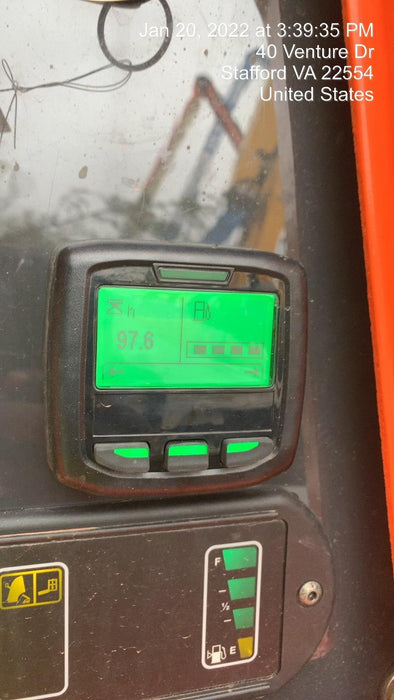 Jan 20, 2022 at 3:39:35 PM
40 Venture Dr
Stafford VA 22554
United States
h
97.6
F
½
E